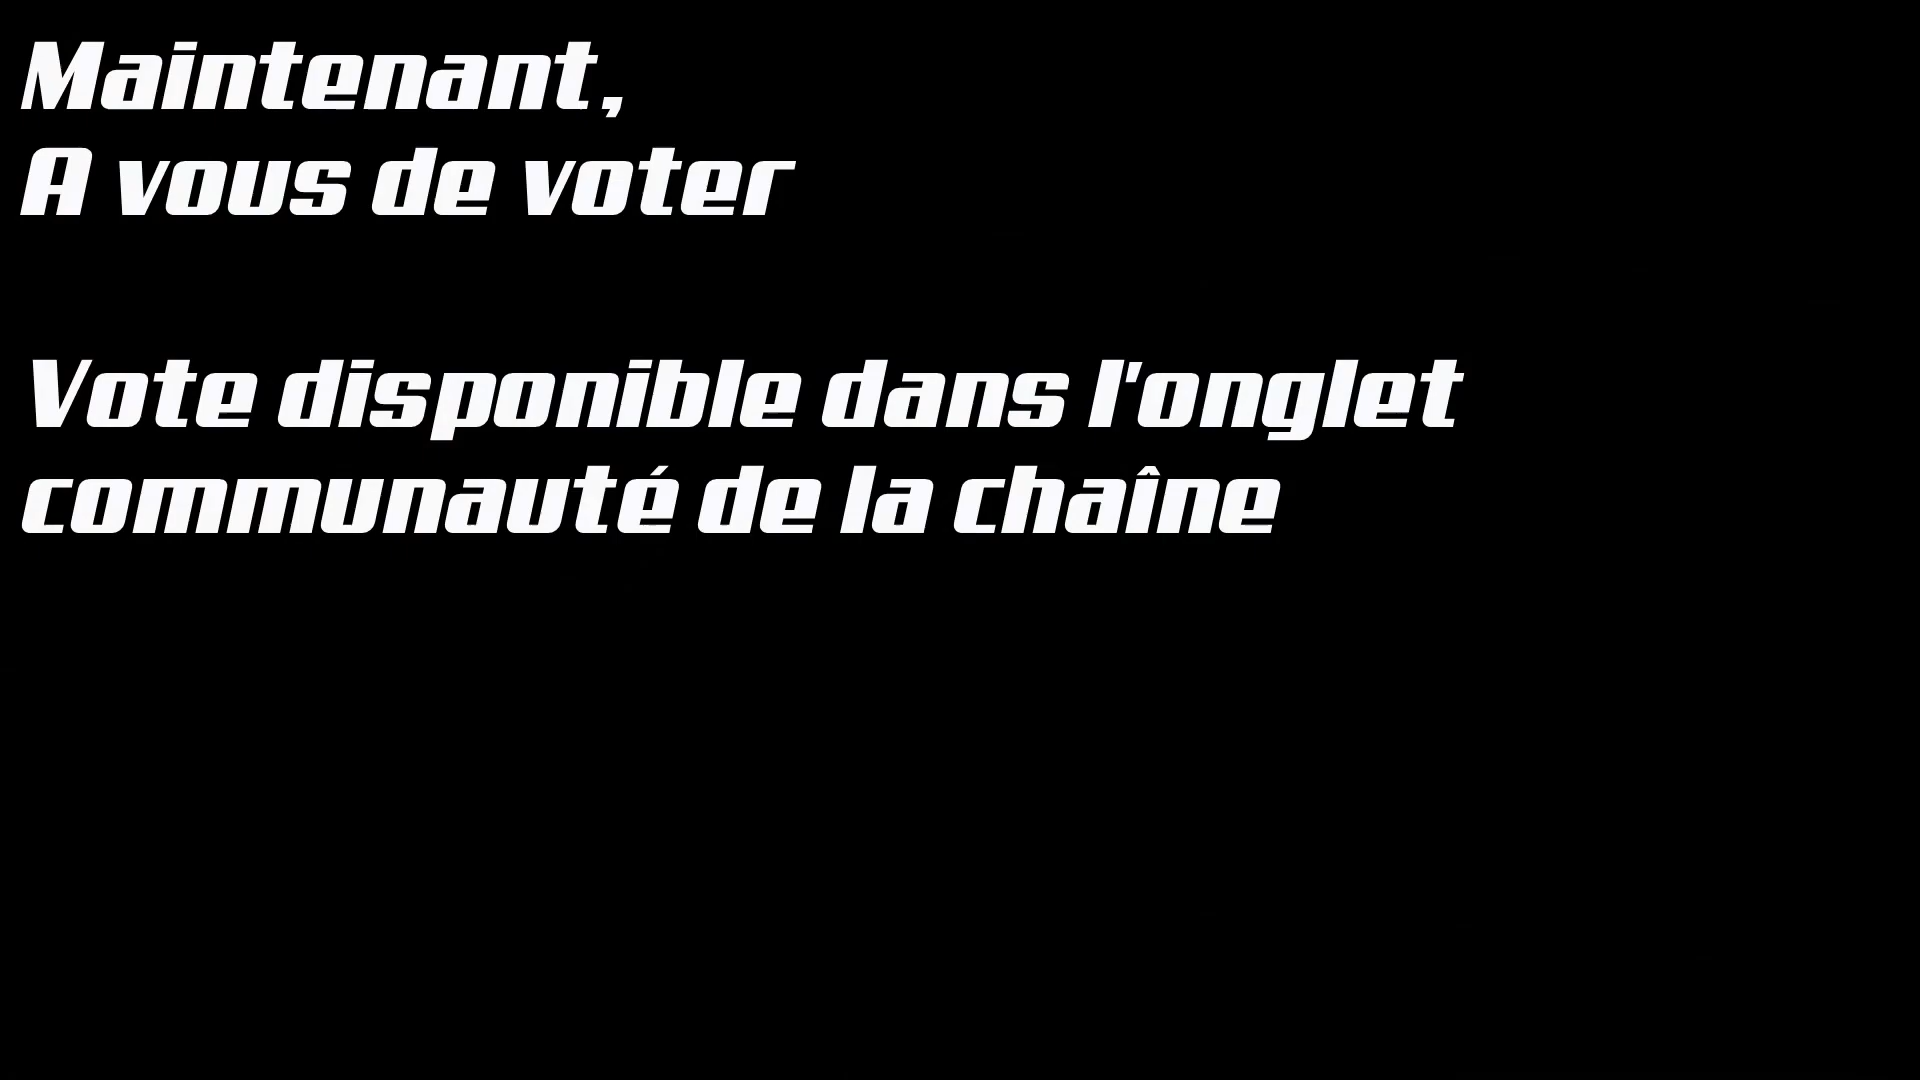 Maintenant,
A vous de voter
Vote disponible dans l'onglet
communauté de la chaîne